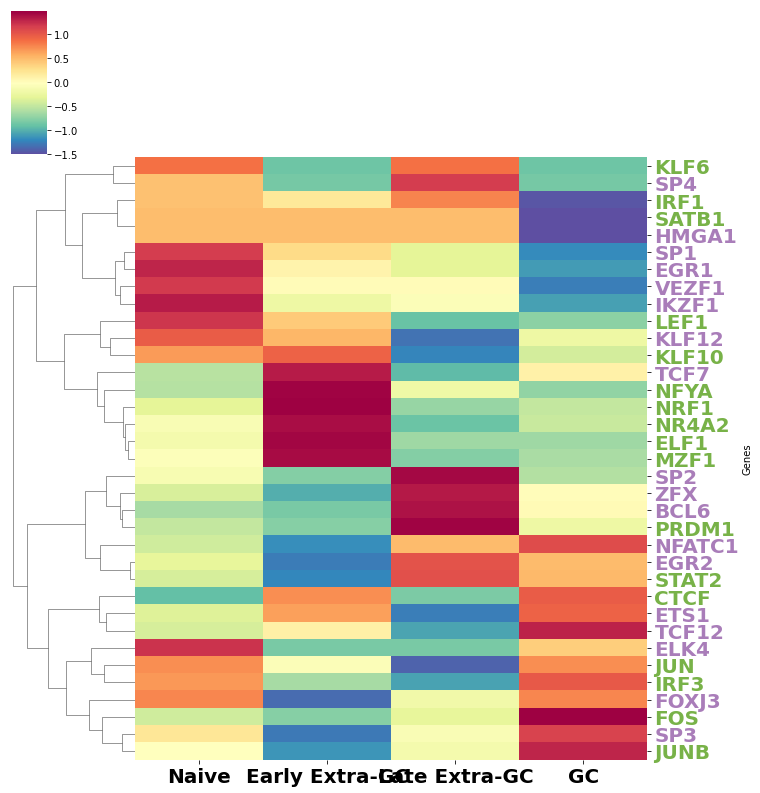 1.0
0.5
0.0
−0.5
−1.0
−1.5
KLF6
SP4
IRF1
SATB1
HMGA1
SP1
EGR1
VEZF1
IKZF1
LEF1
KLF12
KLF10
TCF7
NFYA
NRF1
NR4A2
ELF1
MZF1
SP2
ZFX
BCL6
PRDM1
NFATC1
EGR2
STAT2
CTCF
ETS1
TCF12
ELK4
JUN
IRF3
FOXJ3
FOS
SP3
JUNB
Genes
Naive Early Extra-GC Late Extra-GC GC